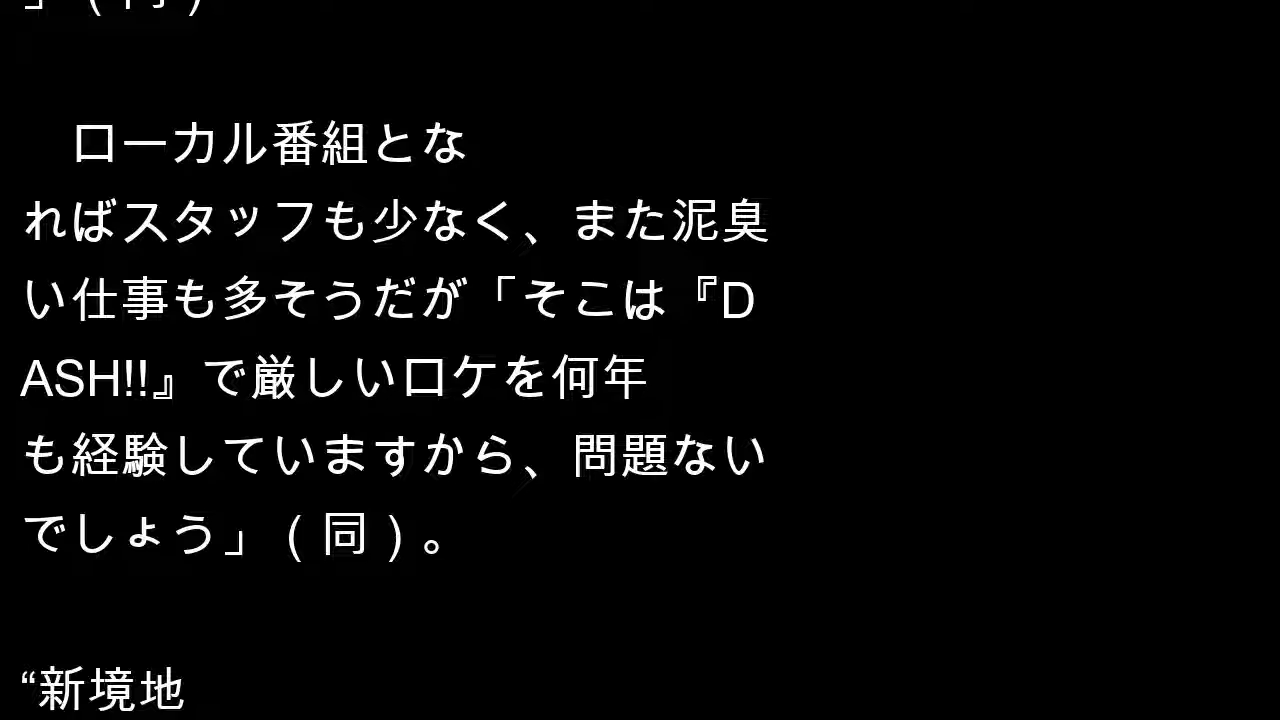 ローカル番組とな
ればスタッフも少なく、また泥臭
い仕事も多そうだが「そこは『D
ASH!!』で厳しいロケを何年
も経験していますから、問題ない
でしょう」（同）。
“新境地